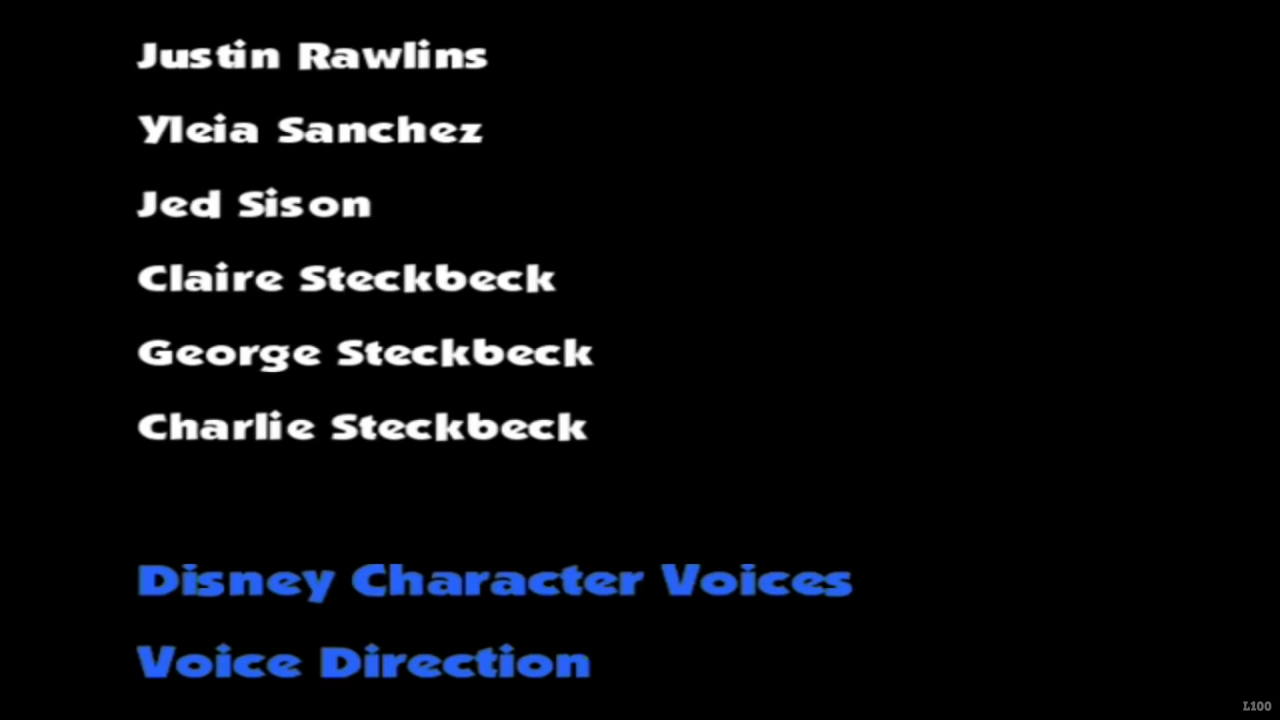 Justin Rawlins
Yleia Sanchez
Jed Sison
Claire Steckbeck
George Steckbeck
Charlie Steckbeck
Disney Character Voices
Voice Direction
L100